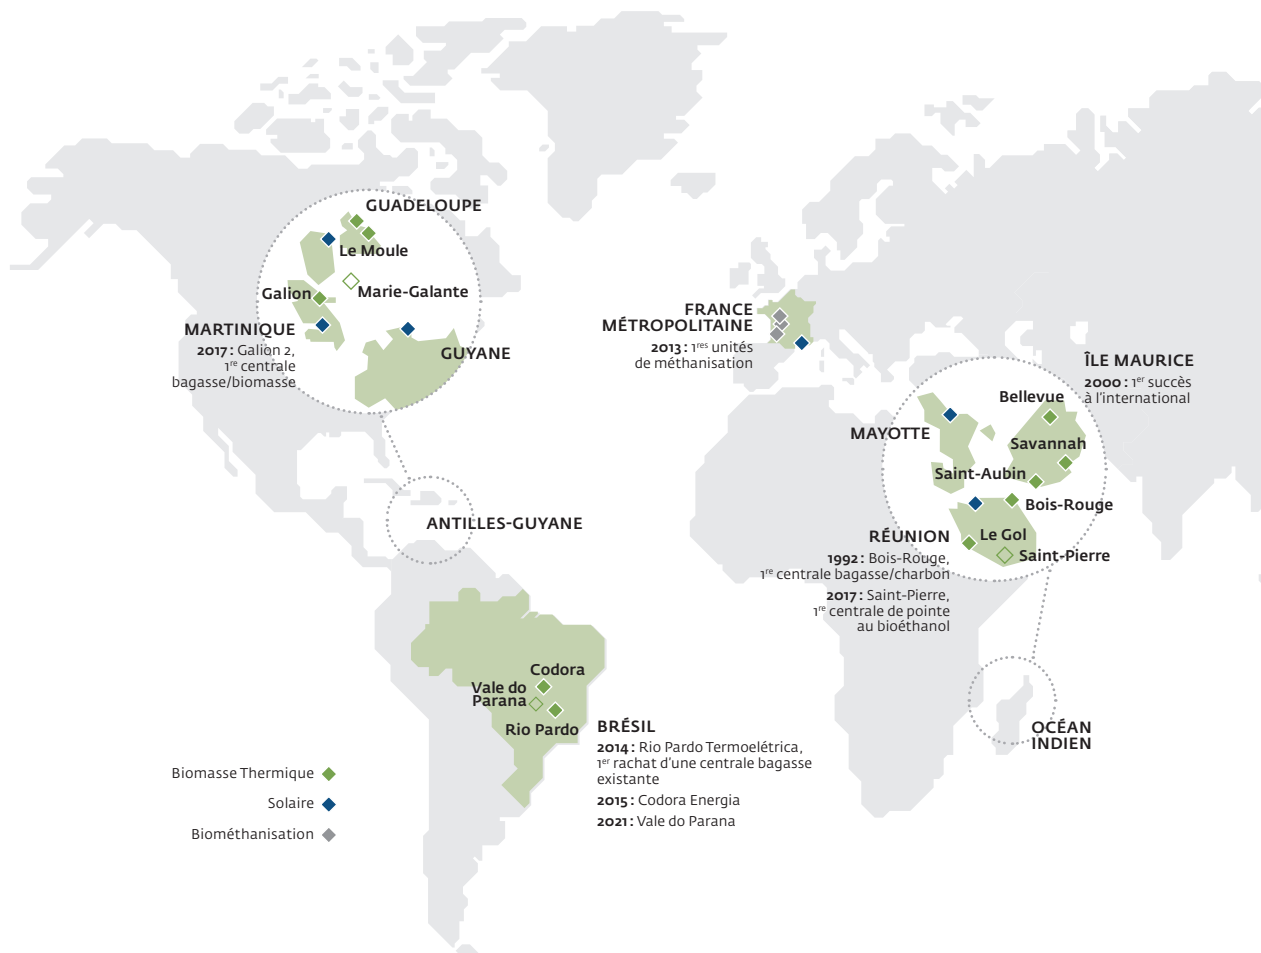 GUADELOUPE
Le Moule
Marie-Galante
Galion
MARTINIQUE
2017 : Galion 2,
1re centrale
bagasse/biomasse
GUYANE
ANTILLES-GUYANE
FRANCE
MÉTROPOLITAINE
2013 : 1res unités
de méthanisation
ÎLE MAURICE
2000 : 1er succès
à l'international
Bellevue
MAYOTTE
Savannah
Saint-Aubin
Bois-Rouge
RÉUNION
Le Gol
Saint-Pierre
1992 : Bois-Rouge,
1re centrale bagasse/charbon
2017 : Saint-Pierre,
1re centrale de pointe
au bioéthanol
OCÉAN
INDIEN
Codora
Vale do
Parana
Rio Pardo
BRÉSIL
2014 : Rio Pardo Termoelétrica,
1er rachat d'une centrale bagasse
existante
2015 : Codora Energia
2021 : Vale do Parana
Biomasse Thermique
Solaire
Biométhanisation